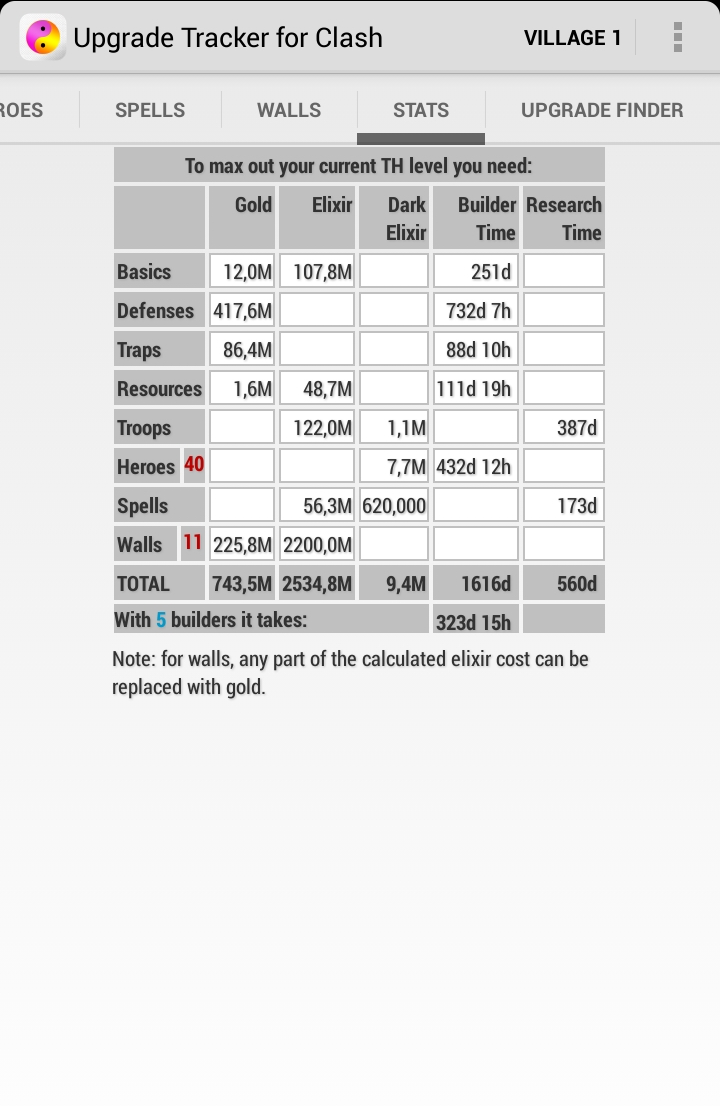 Upgrade Tracker for Clash VILLAGE 1
ROES SPELLS WALLS STATS UPGRADE FINDER
To max out your current TH level you need:
Gold Elixir Dark Elixir Builder Time Research Time
Basics 12,0M 107,8M 251d
Defenses 417,6M 732d 7h
Traps 86,4M 88d 10h
Resources 1,6M 48,7M 111d 19h
Troops 122,0M 1,1M 387d
Heroes 40 7,7M 432d 12h
Spells 56,3M 620,000 173d
Walls 11 225,8M 2200,0M
TOTAL 743,5M 2534,8M 9,4M 1616d 560d
With 5 builders it takes: 323d 15h
Note: for walls, any part of the calculated elixir cost can be
replaced with gold.